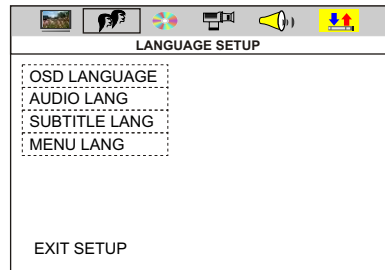 LANGUAGE SETUP
OSD LANGUAGE
AUDIO LANG
SUBTITLE LANG
MENU LANG
EXIT SETUP